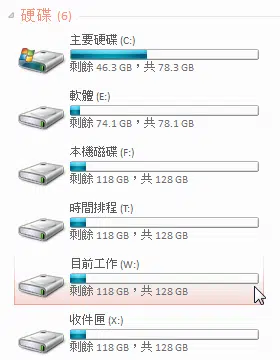 硬碟 (6)
主要硬碟 (C:)
剩餘 46.3 GB，共 78.3 GB
軟體 (E:)
剩餘 74.1 GB，共 78.1 GB
本機磁碟 (F:)
剩餘 118 GB，共 128 GB
時間排程 (T:)
剩餘 118 GB，共 128 GB
目前工作 (W:)
剩餘 118 GB，共 128 GB
收件匣 (X:)
剩餘 118 GB，共 128 GB